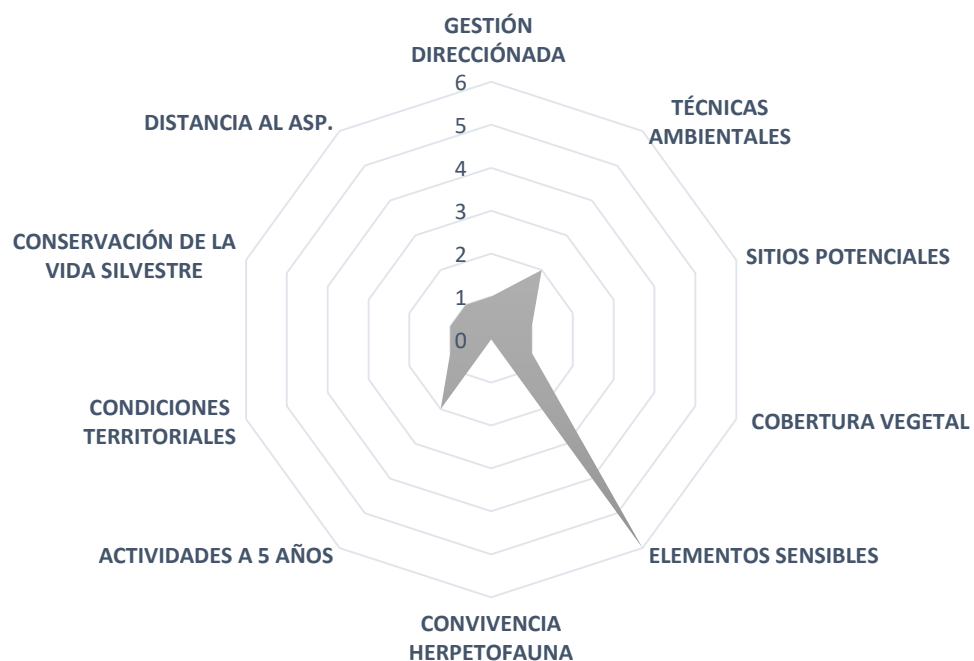 GESTIÓN
DIRECCIÓNADA
TÉCNICAS
AMBIENTALES
SITIOS POTENCIALES
COBERTURA VEGETAL
ELEMENTOS SENSIBLES
CONVIVENCIA
HERPETOFAUNA
ACTIVIDADES A 5 AÑOS
CONDICIONES
TERRITORIALES
CONSERVACIÓN DE LA
VIDA SILVESTRE
DISTANCIA AL ASP.
6
5
4
3
2
1
0